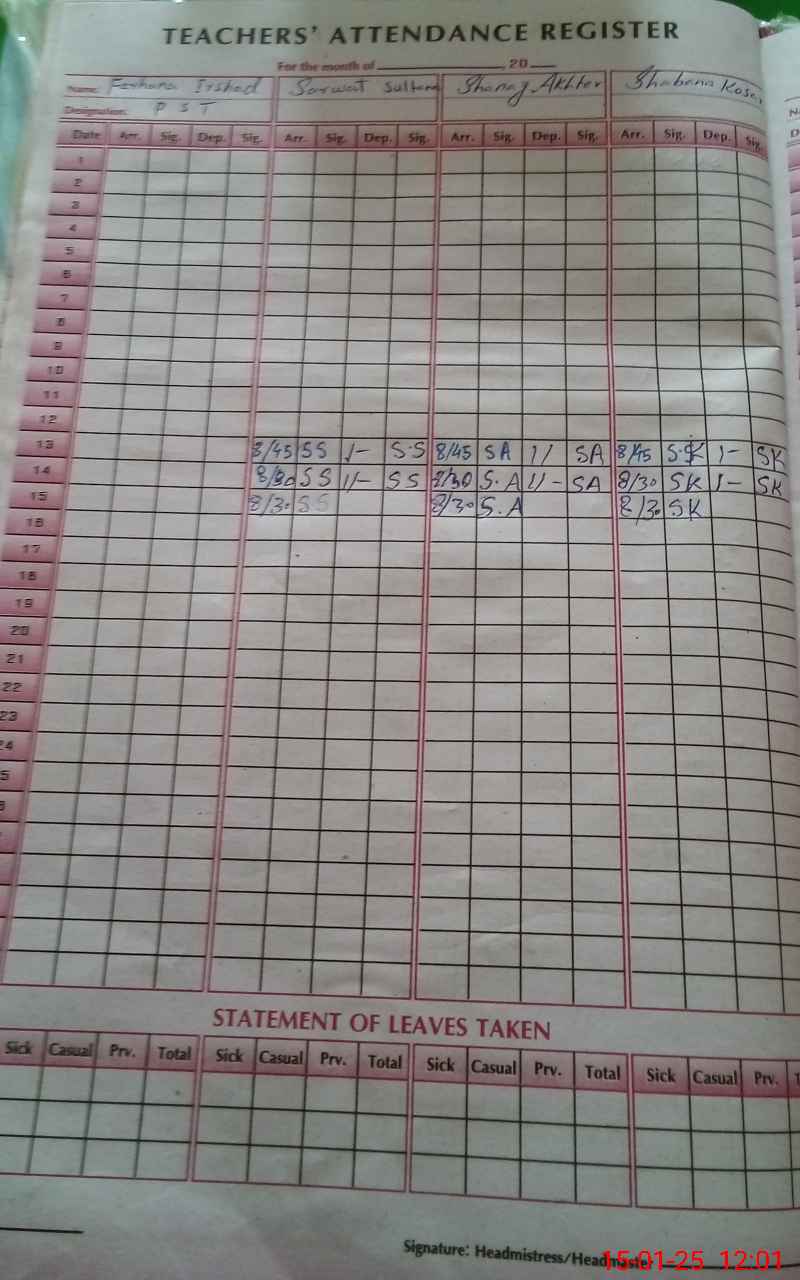 TEACHERS' ATTENDANCE REGISTER
For the month of , 20
Name: Farhana Irshad Sarwat Sultana Shanaz Akhter Shabana Koser
Designation: P S T
Date Arr. Sig. Dep. Sig. Arr. Sig. Dep. Sig. Arr. Sig. Dep. Sig. Arr. Sig. Dep. Sig.
1
2
3
4
5
6
7
8
9
10
11
12
13 8/45 SS 1/- S.S 8/45 SA 1/ SA 8/45 S.K 1- SK
14 8/30 SS 1/- SS 8/30 S.A 1/- SA 8/30 SK 1- SK
15 8/30 SS 8/30 S.A 8/30 SK
16
17
18
19
20
21
22
23
24
5
STATEMENT OF LEAVES TAKEN
Sick Casual Prv. Total Sick Casual Prv. Total Sick Casual Prv. Total Sick Casual Prv. T
Signature: Headmistress/Headmaster
15-01-25 12:01